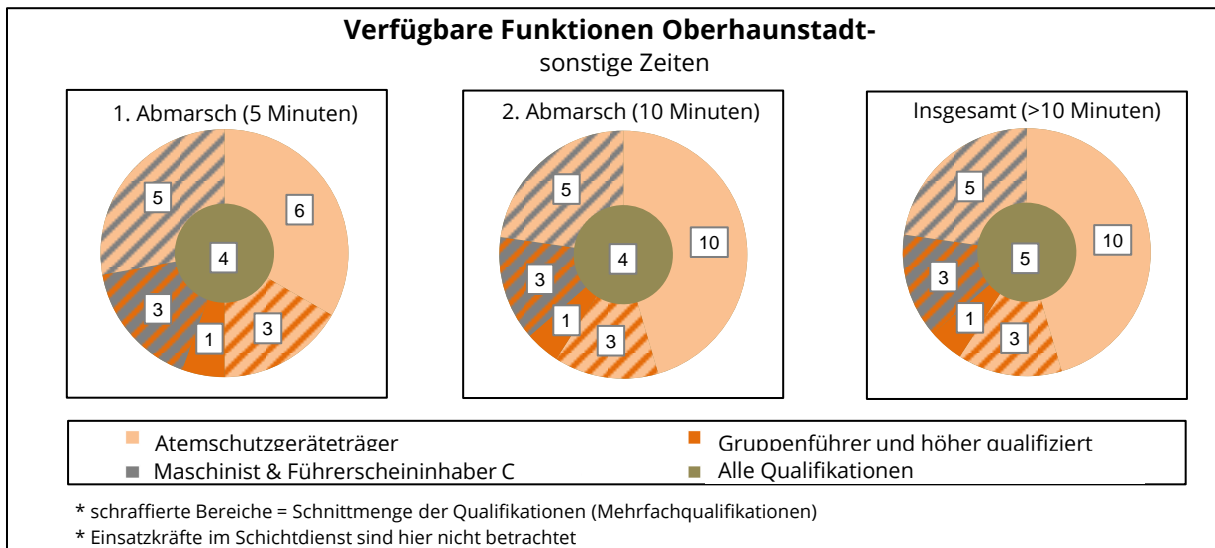 Verfügbare Funktionen Oberhaunstadt-
sonstige Zeiten
1. Abmarsch (5 Minuten)
5
6
4
3
1
3
2. Abmarsch (10 Minuten)
5
10
4
3
1
3
Insgesamt (>10 Minuten)
5
10
5
3
1
3
Atemschutzgeräteträger
Gruppenführer und höher qualifiziert
Maschinist & Führerscheininhaber C
Alle Qualifikationen
* schraffierte Bereiche = Schnittmenge der Qualifikationen (Mehrfachqualifikationen)
* Einsatzkräfte im Schichtdienst sind hier nicht betrachtet